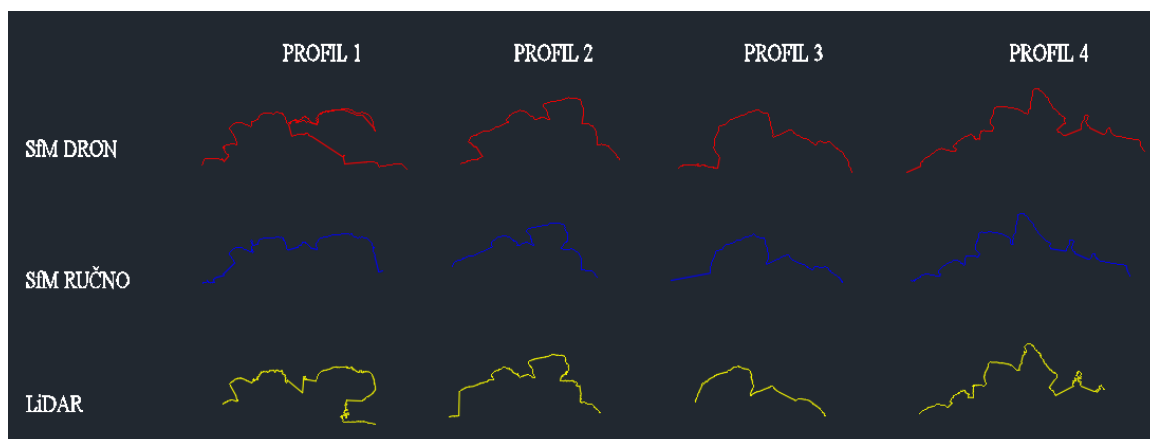 PROFIL 1 PROFIL 2 PROFIL 3 PROFIL 4
SfM DRON
SfM RUČNO
LiDAR